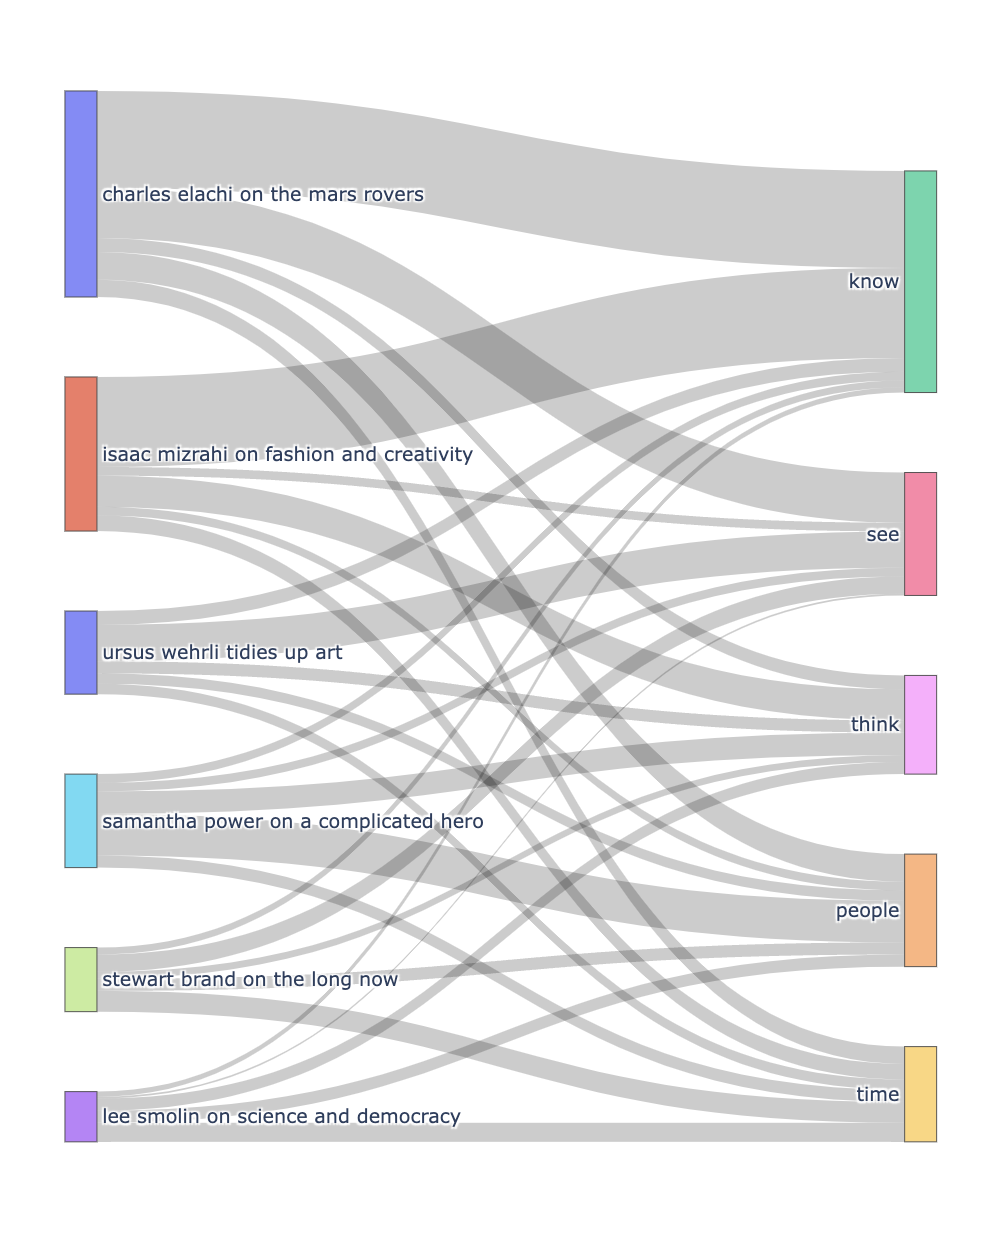 charles elachi on the mars rovers
isaac mizrahi on fashion and creativity
ursus wehrli tidies up art
samantha power on a complicated hero
stewart brand on the long now
lee smolin on science and democracy
know
see
think
people
time